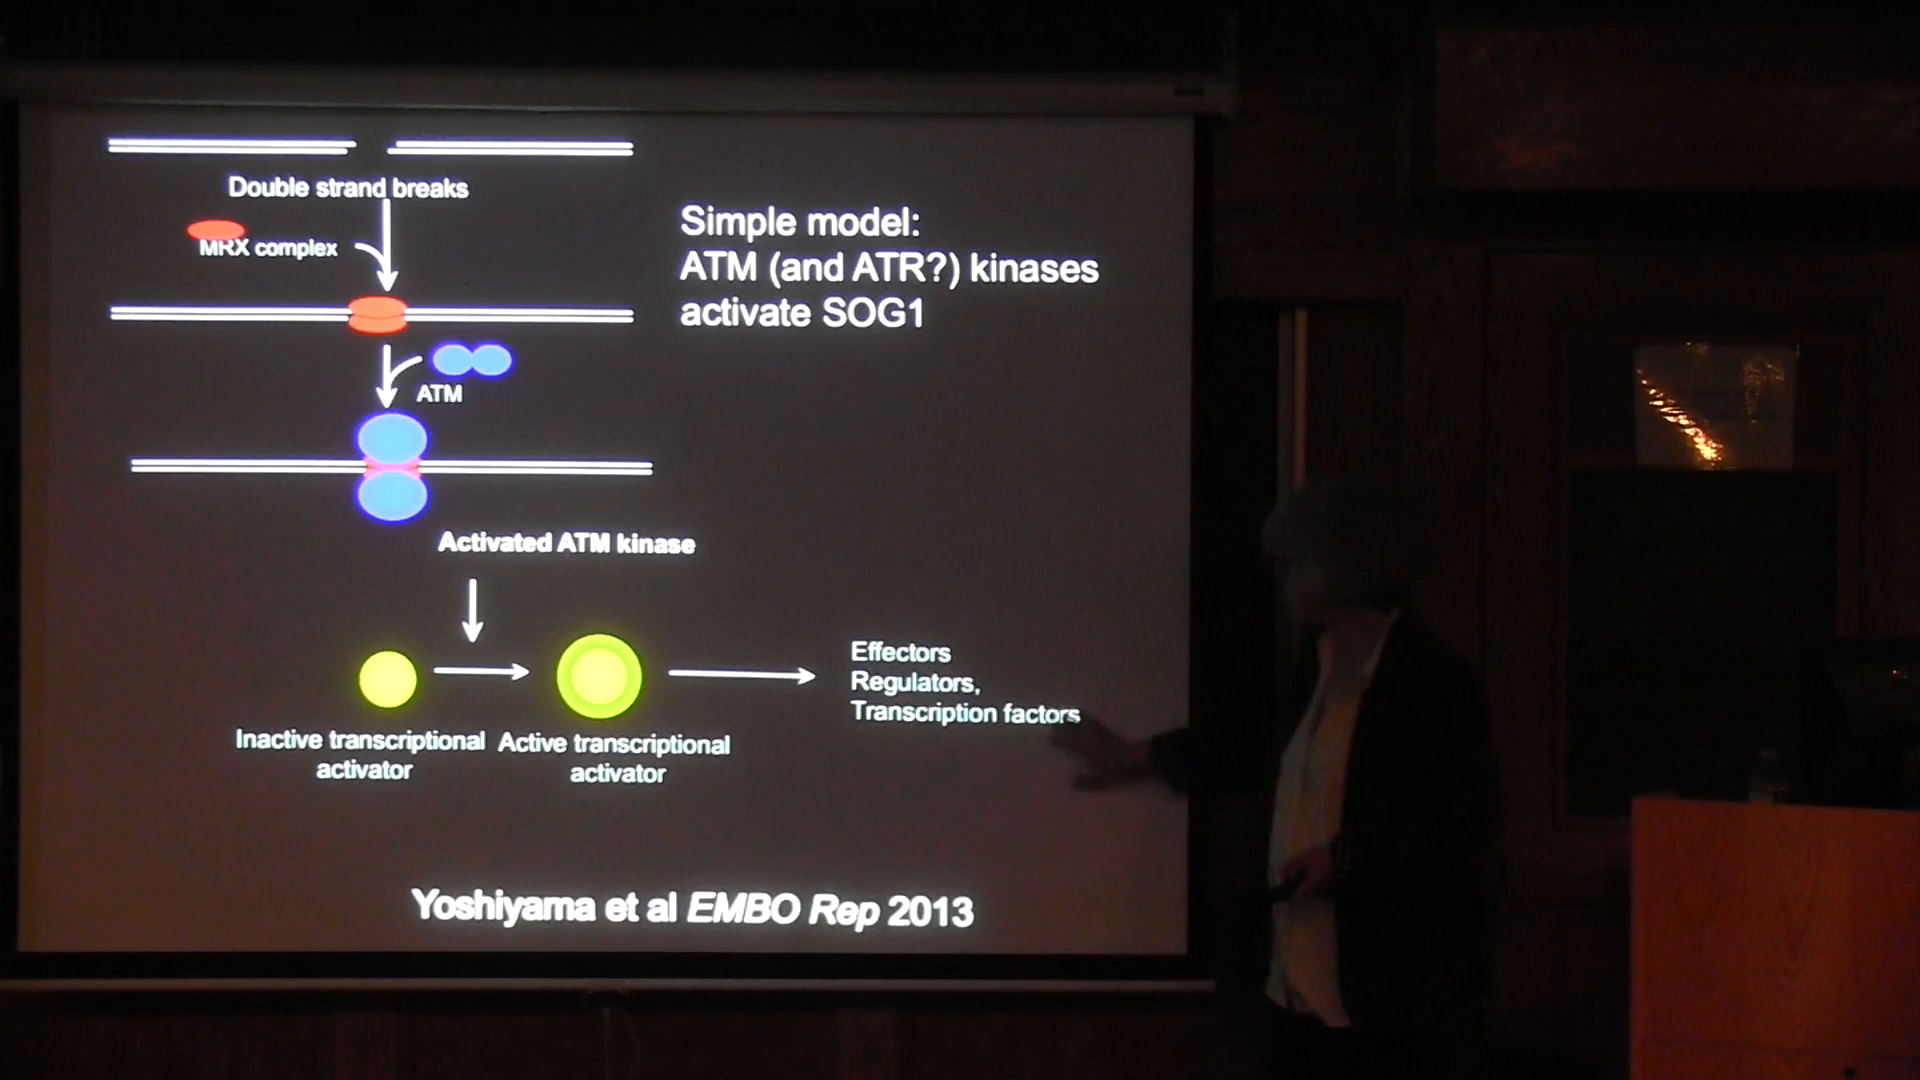 Double strand breaks
MRX complex
Simple model:
ATM (and ATR?) kinases
activate SOG1
ATM
Activated ATM kinase
Effectors
Regulators,
Transcription factors
Inactive transcriptional
activator
Active transcriptional
activator
Yoshiyama et al EMBO Rep 2013